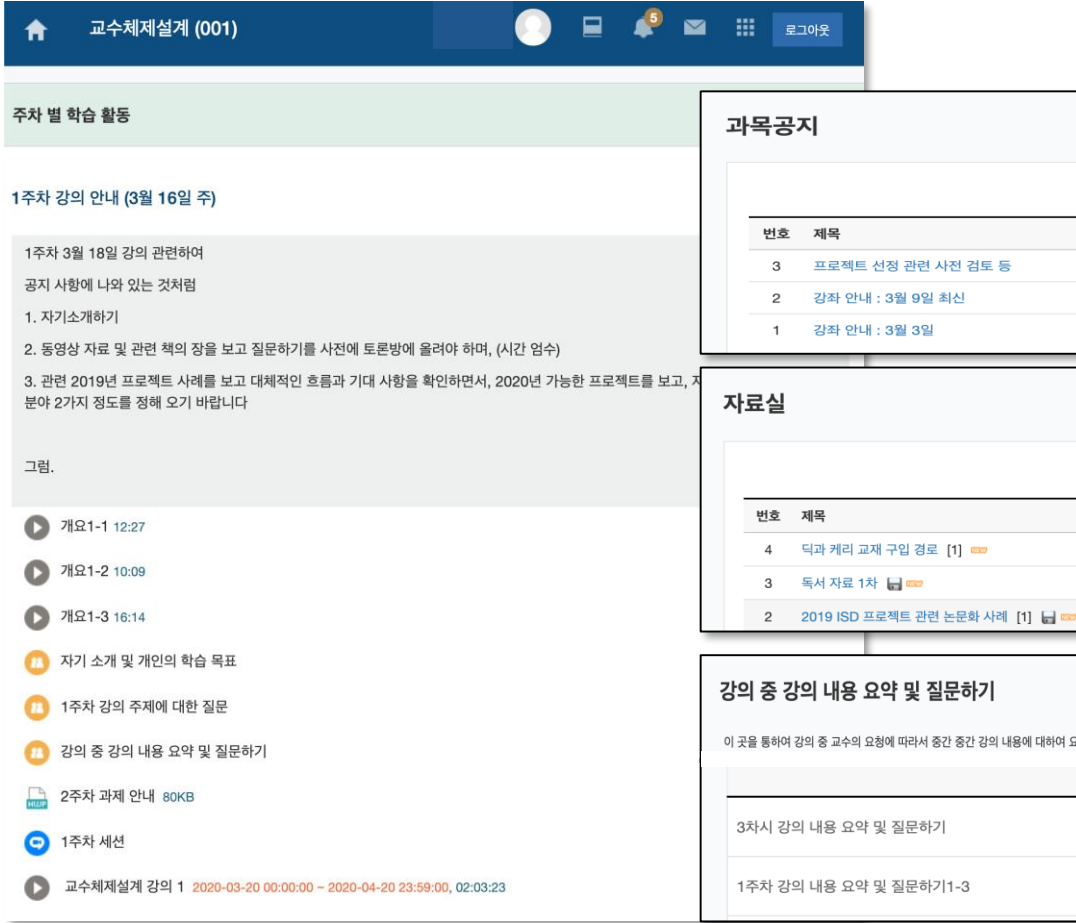 교수체제설계 (001)
5
로그아웃
주차 별 학습 활동
1주차 강의 안내 (3월 16일 주)
1주차 3월 18일 강의 관련하여
공지 사항에 나와 있는 것처럼
1. 자기소개하기
2. 동영상 자료 및 관련 책의 장을 보고 질문하기를 사전에 토론방에 올려야 하며, (시간 엄수)
3. 관련 2019년 프로젝트 사례를 보고 대체적인 흐름과 기대 사항을 확인하면서, 2020년 가능한 프로젝트를 보고,
분야 2가지 정도를 정해 오기 바랍니다
그럼.
개요1-1 12:27
개요1-2 10:09
개요1-3 16:14
자기 소개 및 개인의 학습 목표
1주차 강의 주제에 대한 질문
강의 중 강의 내용 요약 및 질문하기
HWP 2주차 과제 안내 80KB
1주차 세션
교수체제설계 강의 1 2020-03-20 00:00:00 ~ 2020-04-20 23:59:00, 02:03:23
과목공지
번호 제목
3 프로젝트 선정 관련 사전 검토 등
2 강좌 안내 : 3월 9일 최신
1 강좌 안내 : 3월 3일
자료실
번호 제목
4 딕과 케리 교재 구입 경로 [1] NEW
3 독서 자료 1차 NEW
2 2019 ISD 프로젝트 관련 논문화 사례 [1] NEW
강의 중 강의 내용 요약 및 질문하기
이 곳을 통하여 강의 중 교수의 요청에 따라서 중간 중간 강의 내용에 대하여 요
3차시 강의 내용 요약 및 질문하기
1주차 강의 내용 요약 및 질문하기1-3